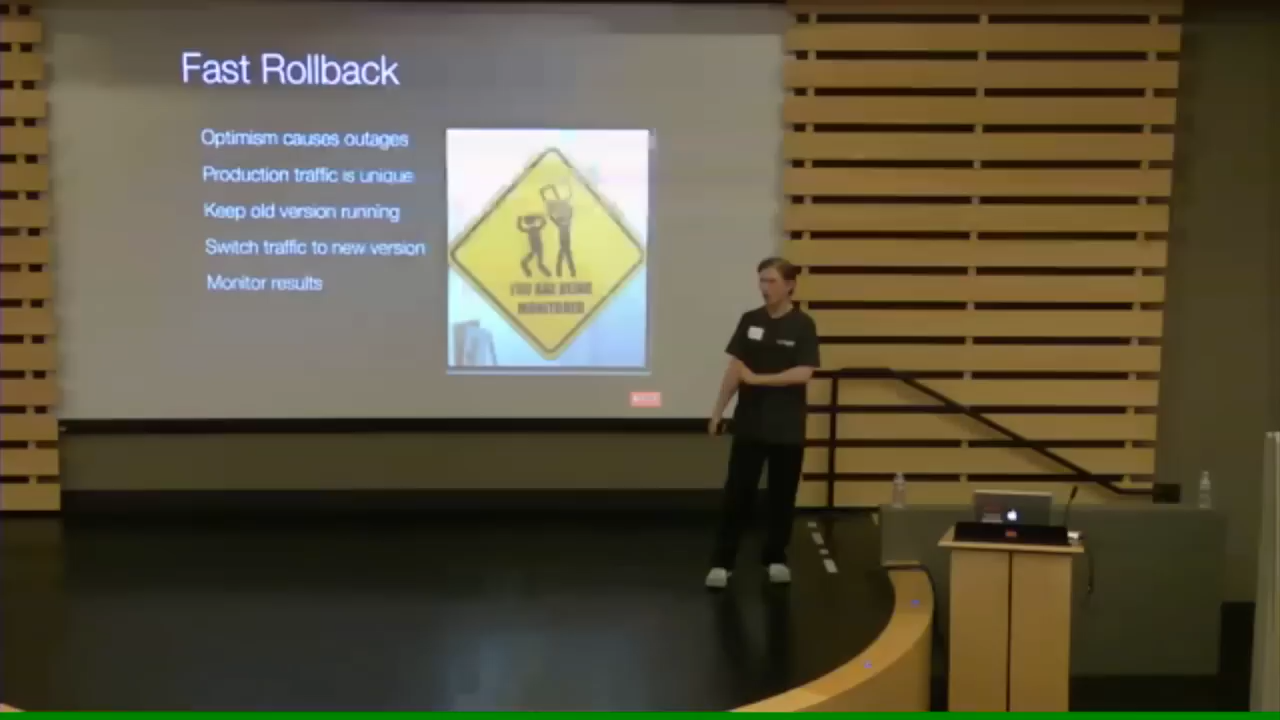 Fast Rollback
Optimism causes outages
Production traffic is unique
Keep old version running
Switch traffic to new version
Monitor results
YOU ARE BEING
MONITORED